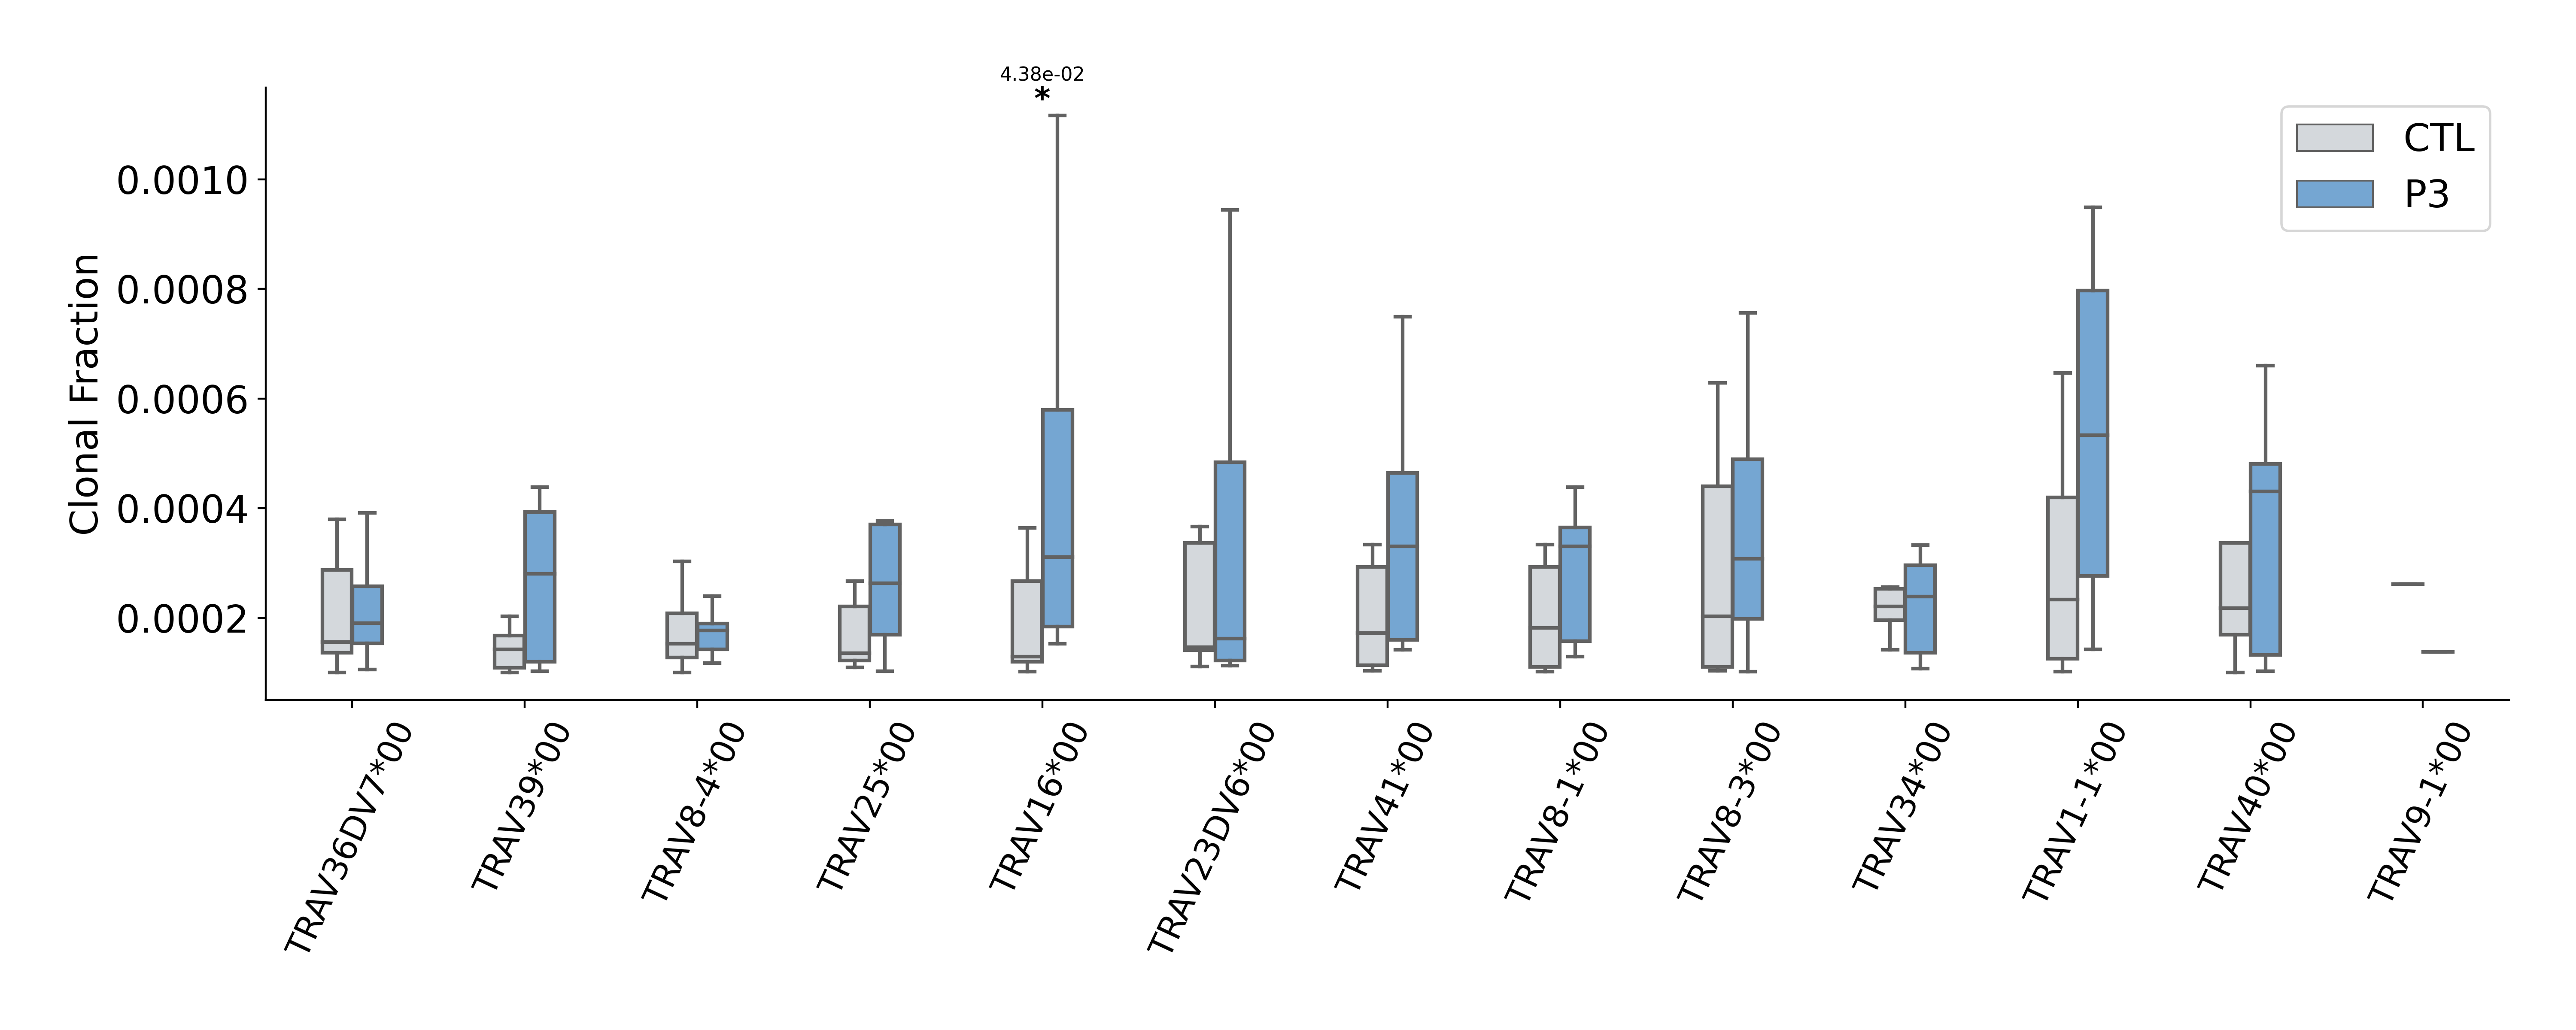 4.38e-02
*
CTL
P3
Clonal Fraction
0.0010
0.0008
0.0006
0.0004
0.0002
TRAV36DV7*00
TRAV39*00
TRAV8-4*00
TRAV25*00
TRAV16*00
TRAV23DV6*00
TRAV41*00
TRAV8-1*00
TRAV8-3*00
TRAV34*00
TRAV1-1*00
TRAV40*00
TRAV9-1*00